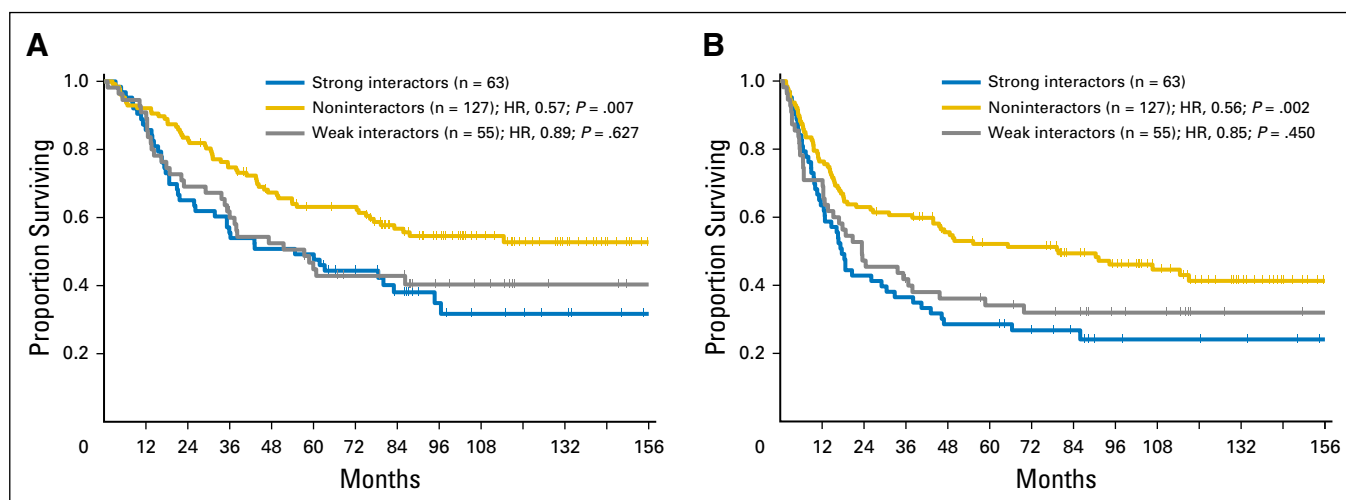 A
Proportion Surviving
1.0
0.8
0.6
0.4
0.2
Strong interactors (n = 63)
Noninteractors (n = 127); HR, 0.57; P = .007
Weak interactors (n = 55); HR, 0.89; P = .627
0 12 24 36 48 60 72 84 96 108 132 156
Months
B
Proportion Surviving
1.0
0.8
0.6
0.4
0.2
Strong interactors (n = 63)
Noninteractors (n = 127); HR, 0.56; P = .002
Weak interactors (n = 55); HR, 0.85; P = .450
0 12 24 36 48 60 72 84 96 108 132 156
Months